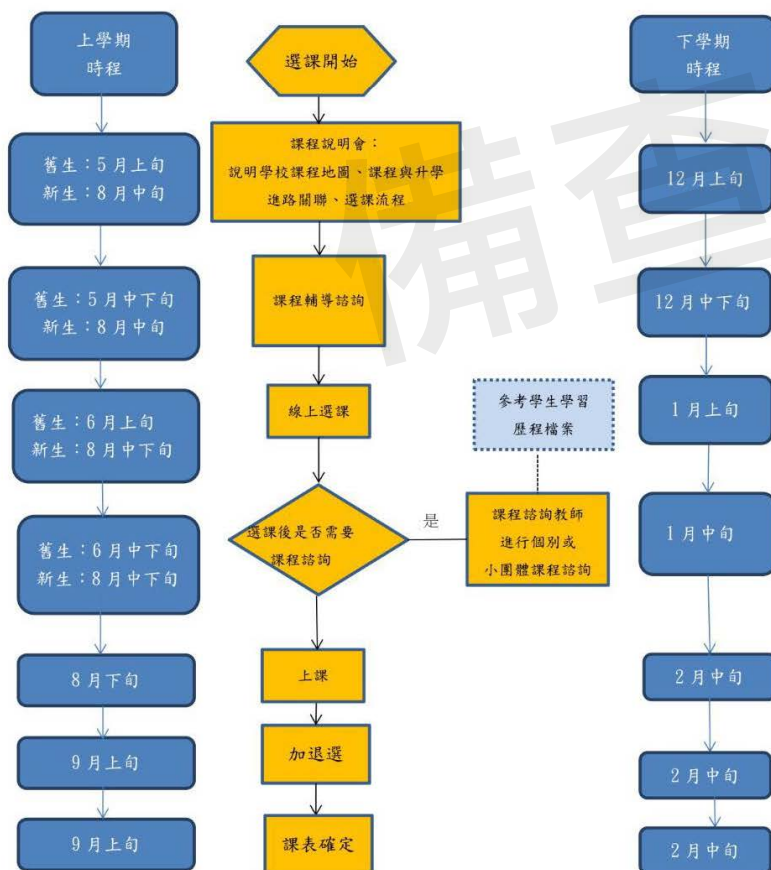 上學期
時程
選課開始
下學期
時程
舊生：5月上旬
新生：8月中旬
課程說明會：
說明學校課程地圖、課程與升學
進路關聯、選課流程
12月上旬
舊生：5月中下旬
新生：8月中旬
課程輔導諮詢
12月中下旬
舊生：6月上旬
新生：8月中下旬
線上選課
參考學生學習
歷程檔案
1月上旬
舊生：6月中下旬
新生：8月中下旬
選課後是否需要
課程諮詢
是
課程諮詢教師
進行個別或
小團體課程諮詢
1月中旬
8月下旬
上課
2月中旬
9月上旬
加退選
2月中旬
9月上旬
課表確定
2月中旬
備查